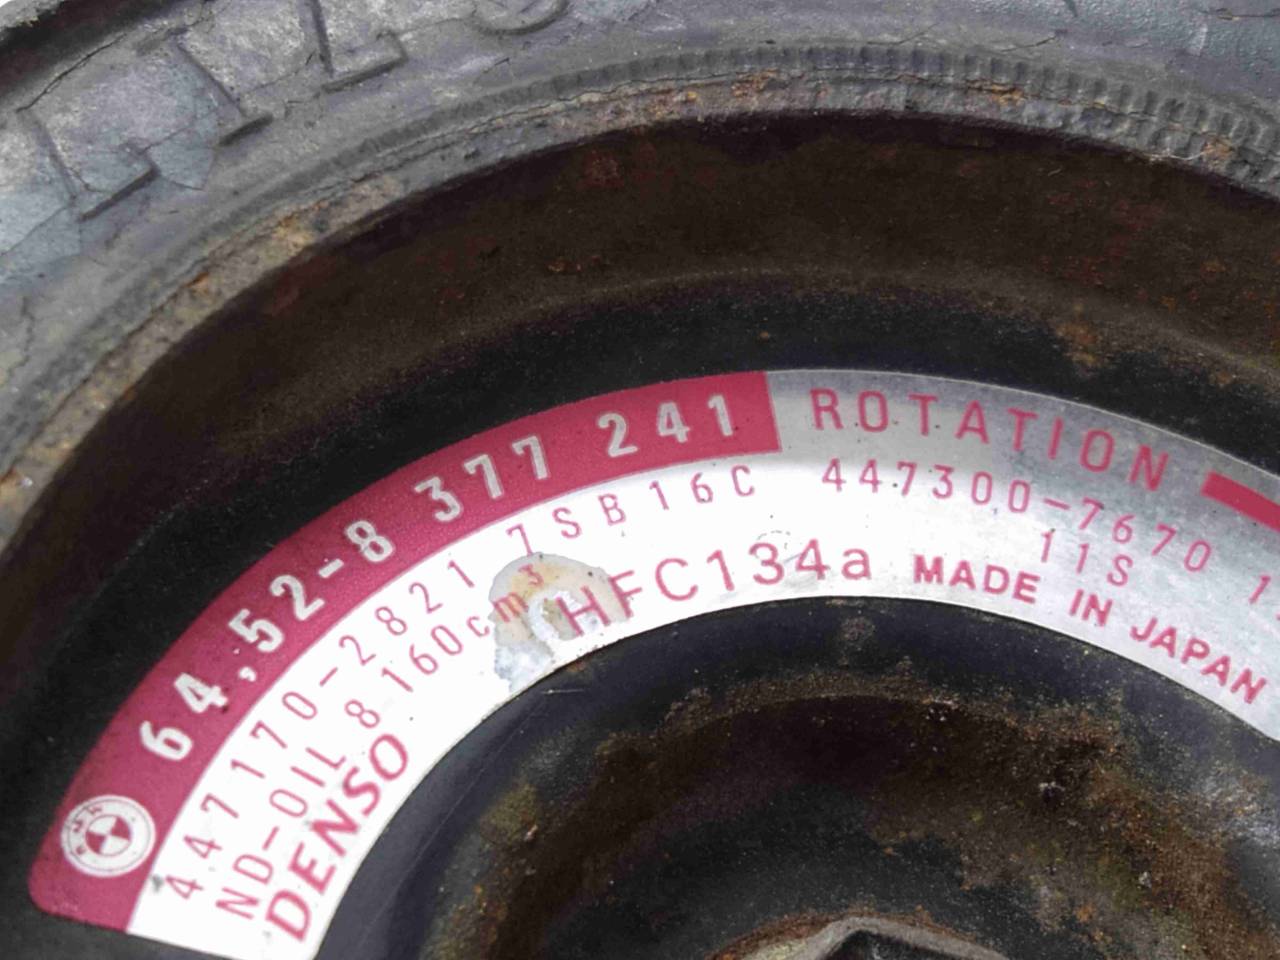 64,52-8 377 241 ROTATION
447170-2821 7SB16C 447300-7670
ND-OIL 8 160cm³ HFC134a 11S
DENSO MADE IN JAPAN